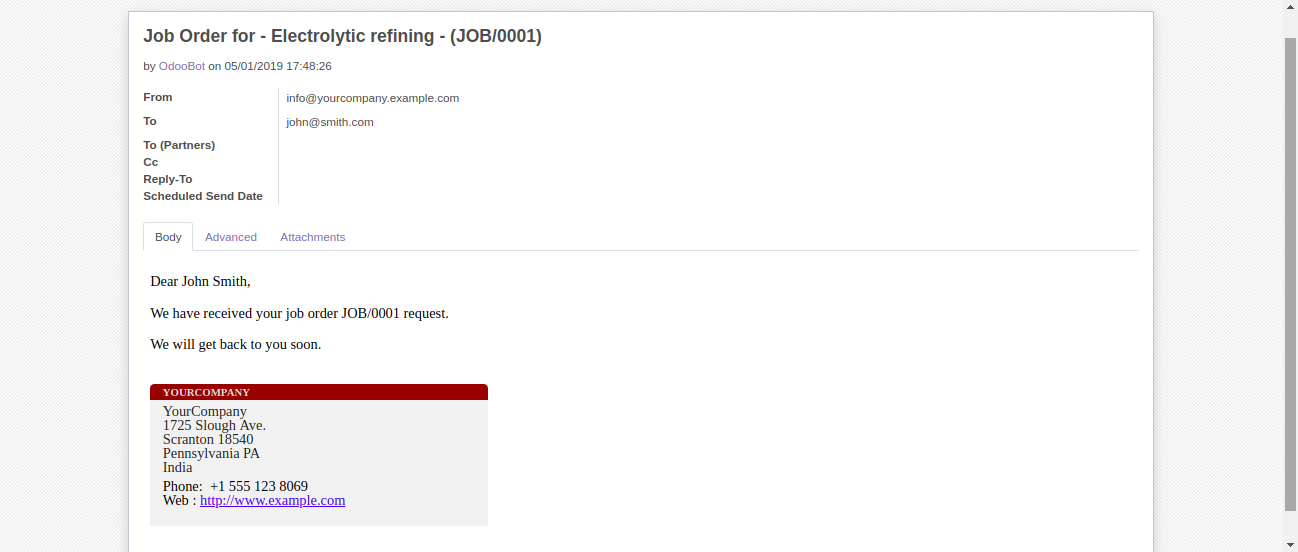 Job Order for - Electrolytic refining - (JOB/0001)
by OdooBot on 05/01/2019 17:48:26
From info@yourcompany.example.com
To john@smith.com
To (Partners)
Cc
Reply-To
Scheduled Send Date
Body Advanced Attachments
Dear John Smith,
We have received your job order JOB/0001 request.
We will get back to you soon.
YOURCOMPANY
YourCompany
1725 Slough Ave.
Scranton 18540
Pennsylvania PA
India
Phone:  +1 555 123 8069
Web : http://www.example.com